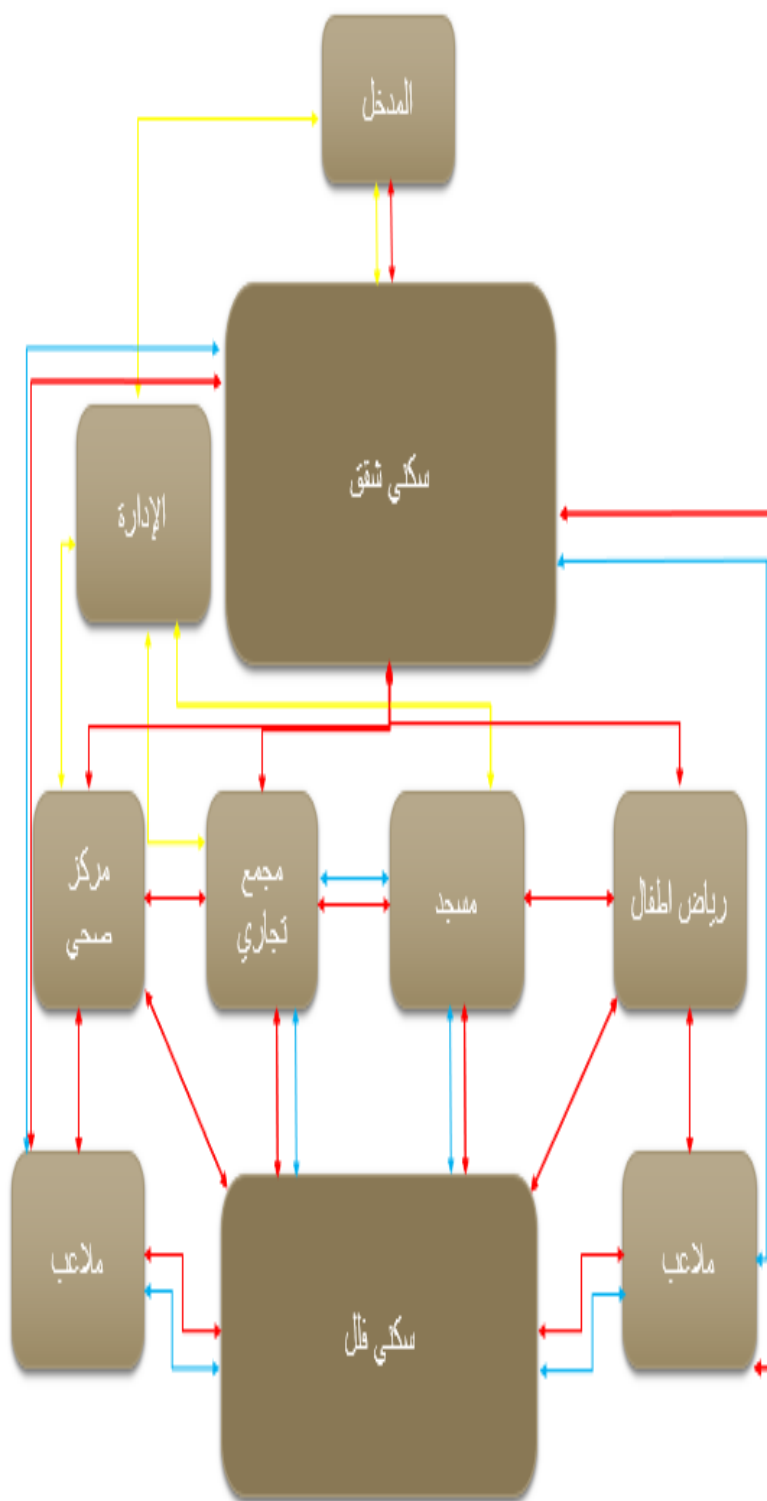 المدخل
سكني شقق
الإدارة
رياض اطفال
مسجد
مجمع
تجاري
مركز
صحي
ملاعب
سكني فلل
ملاعب